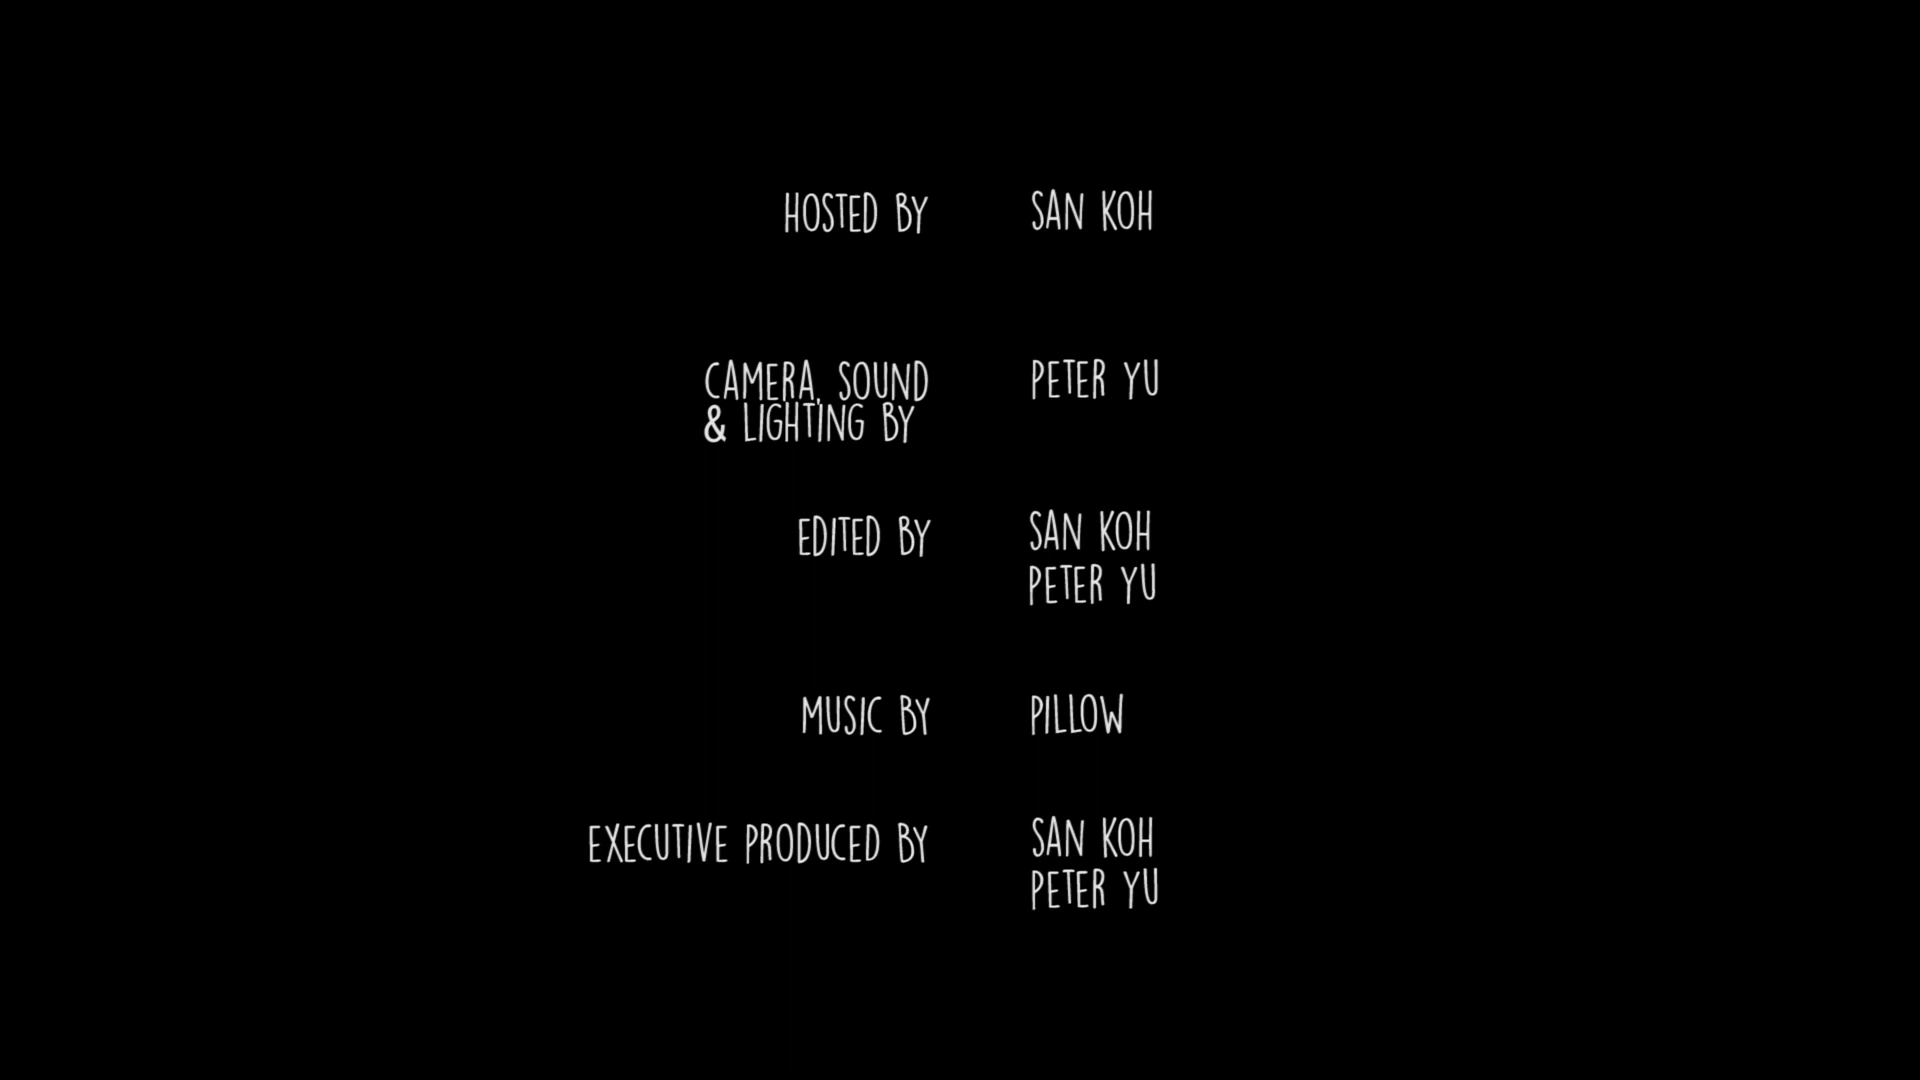 HOSTED BY SAN KOH
CAMERA, SOUND PETER YU
& LIGHTING BY
EDITED BY SAN KOH
PETER YU
MUSIC BY PILLOW
EXECUTIVE PRODUCED BY SAN KOH
PETER YU